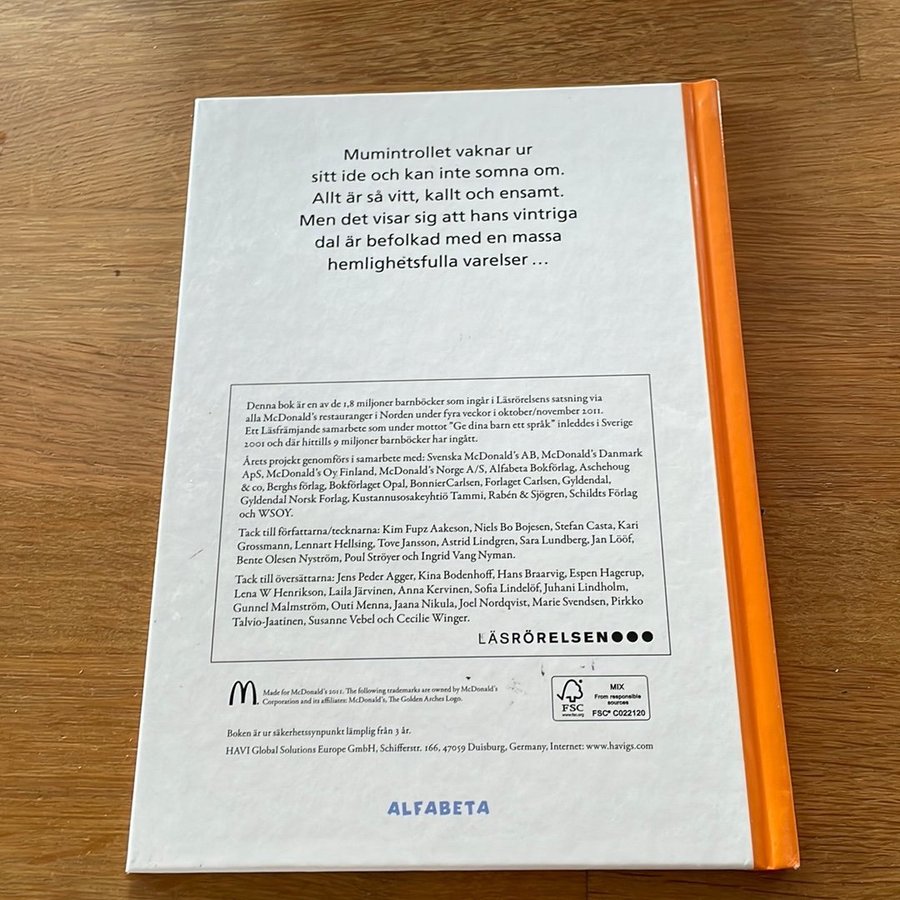 Mumintrollet vaknar ur
sitt ide och kan inte somna om.
Allt är så vitt, kallt och ensamt.
Men det visar sig att hans vintriga
dal är befolkad med en massa
hemlighetsfulla varelser ...
Denna bok är en av de 1,8 miljoner barnböcker som ingår i Läsrörelsens satsning via
alla McDonald's restauranger i Norden under fyra veckor i oktober/november 2011.
Ett Läsfrämjande samarbete som under mottot "Ge dina barn ett språk" inleddes i Sverige
2001 och där hittills 9 miljoner barnböcker har ingått.
Årets projekt genomförs i samarbete med: Svenska McDonald's AB, McDonald's Danmark
ApS, McDonald's Oy Finland, McDonald's Norge A/S, Alfabeta Bokförlag, Aschehoug
& co, Berghs förlag, Bokförlaget Opal, BonnierCarlsen, Forlaget Carlsen, Gyldendal,
Gyldendal Norsk Forlag, Kustannusosakeyhtiö Tammi, Rabén & Sjögren, Schildts Förlag
och WSOY.
Tack till författarna/tecknarna: Kim Fupz Aakeson, Niels Bo Bojesen, Stefan Casta, Kari
Grossmann, Lennart Hellsing, Tove Jansson, Astrid Lindgren, Sara Lundberg, Jan Lööf,
Bente Olesen Nyström, Poul Ströyer och Ingrid Vang Nyman.
Tack till översättarna: Jens Peder Agger, Kina Bodenhoff, Hans Braarvig, Espen Hagerup,
Lena W Henrikson, Laila Järvinen, Anna Kervinen, Sofia Lindelöf, Juhani Lindholm,
Gunnel Malmström, Outi Menna, Jaana Nikula, Joel Nordqvist, Marie Svendsen, Pirkko
Talvio-Jaatinen, Susanne Vebel och Cecilie Winger.
LÄSRÖRELSEN●●●
Made for McDonald's 2011. The following trademarks are owned by McDonald's
Corporation and its affiliates: McDonald's, The Golden Arches Logo.
FSC
www.fsc.org
MIX
From responsible
sources
FSC® C022120
Boken är ur säkerhetssynpunkt lämplig från 3 år.
HAVI Global Solutions Europe GmbH, Schifferstr. 166, 47059 Duisburg, Germany, Internet: www.havigs.com
ALFABETA